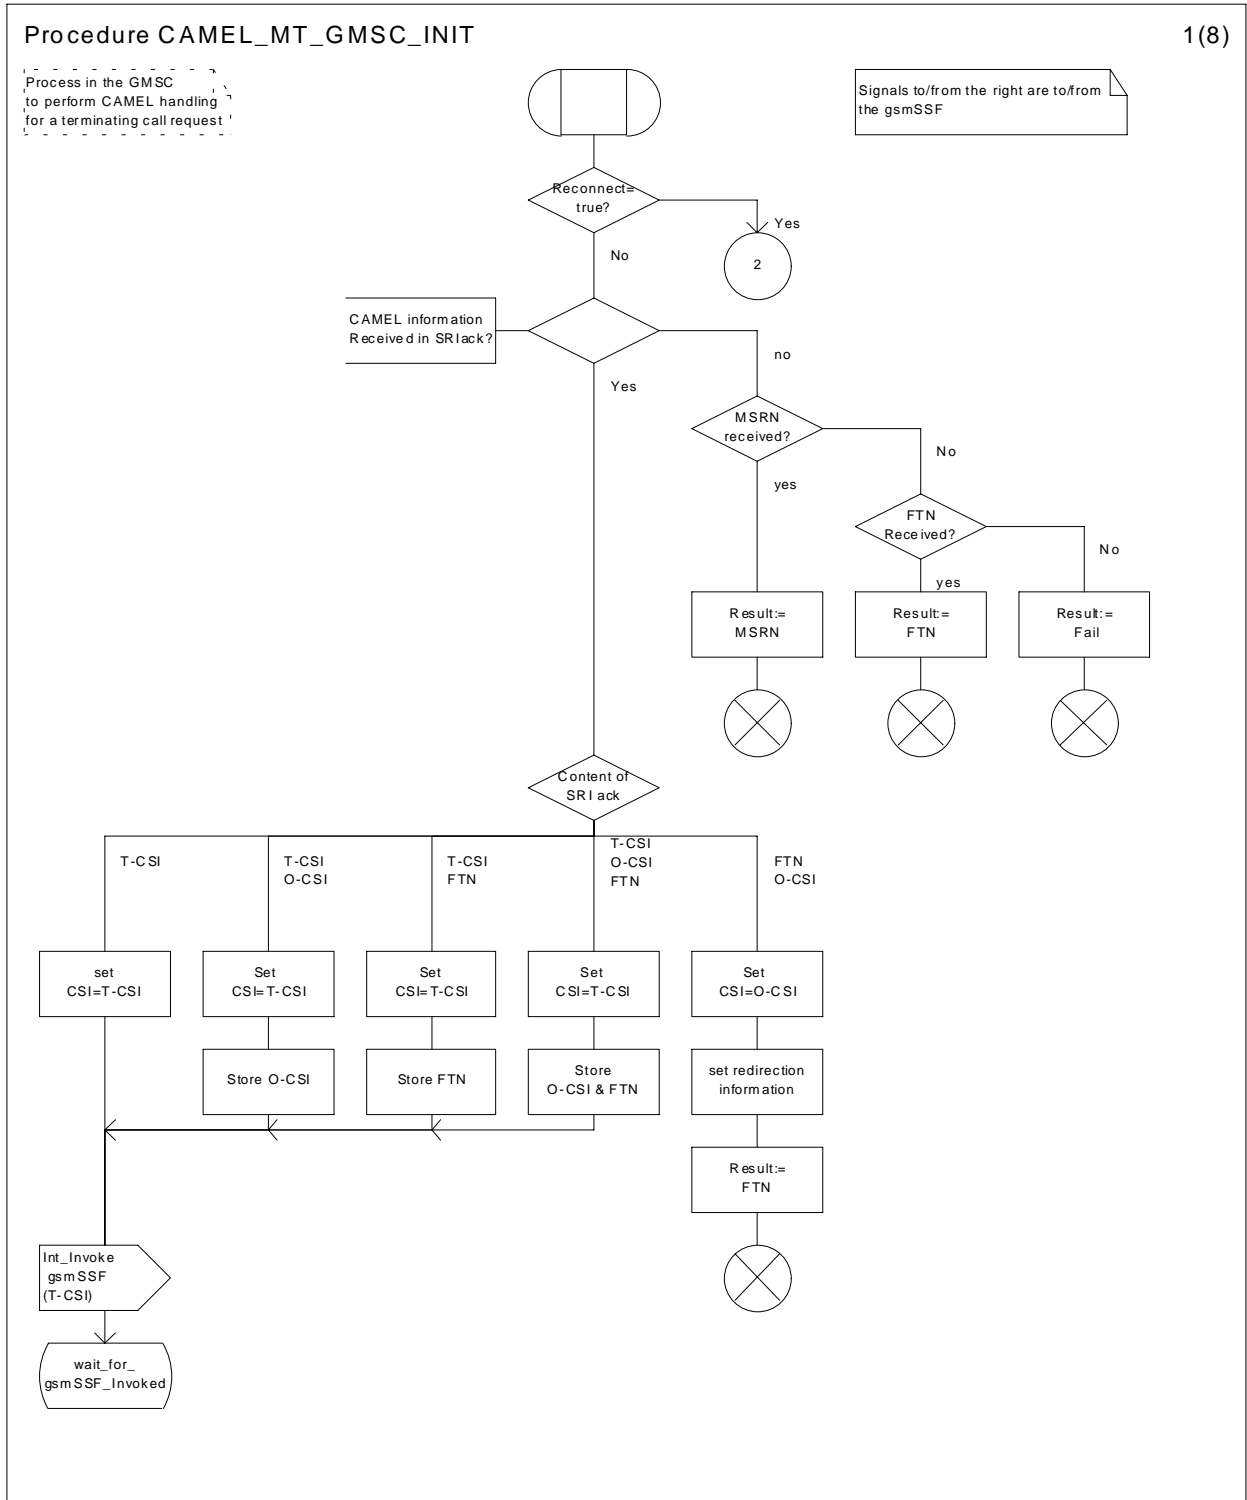 Procedure CAMEL_MT_GMSC_INIT
1(8)
Process in the GMSC
to perform CAMEL handling
for a terminating call request
Signals to/from the right are to/from
the gsmSSF
Reconnect=
true?
Yes
2
No
CAMEL information
Received in SRIack?
no
Yes
MSRN
received?
No
yes
FTN
Received?
No
yes
Result:=
MSRN
Result:=
FTN
Result:=
Fail
Content of
SRI ack
T-CSI
T-CSI
O-CSI
T-CSI
FTN
T-CSI
O-CSI
FTN
FTN
O-CSI
set
CSI=T-CSI
Set
CSI=T-CSI
Set
CSI=T-CSI
Set
CSI=T-CSI
Set
CSI=O-CSI
Store O-CSI
Store FTN
Store
O-CSI & FTN
set redirection
information
Result:=
FTN
Int_Invoke
gsmSSF
(T-CSI)
wait_for_
gsmSSF_Invoked